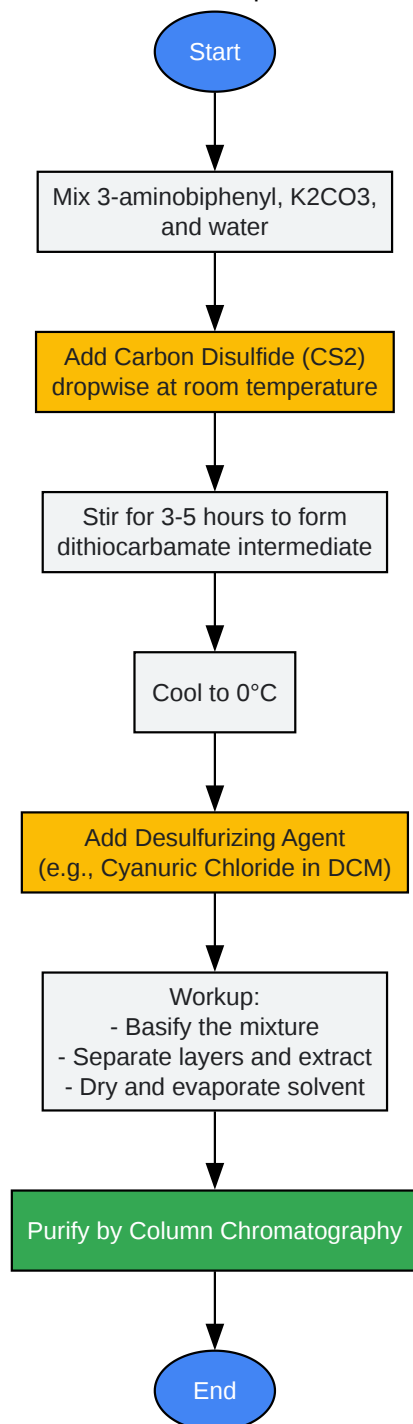 Start
Mix 3-aminobiphenyl, K2CO3,
and water
Add Carbon Disulfide (CS2)
dropwise at room temperature
Stir for 3-5 hours to form
dithiocarbamate intermediate
Cool to 0°C
Add Desulfurizing Agent
(e.g., Cyanuric Chloride in DCM)
Workup:
- Basify the mixture
- Separate layers and extract
- Dry and evaporate solvent
Purify by Column Chromatography
End